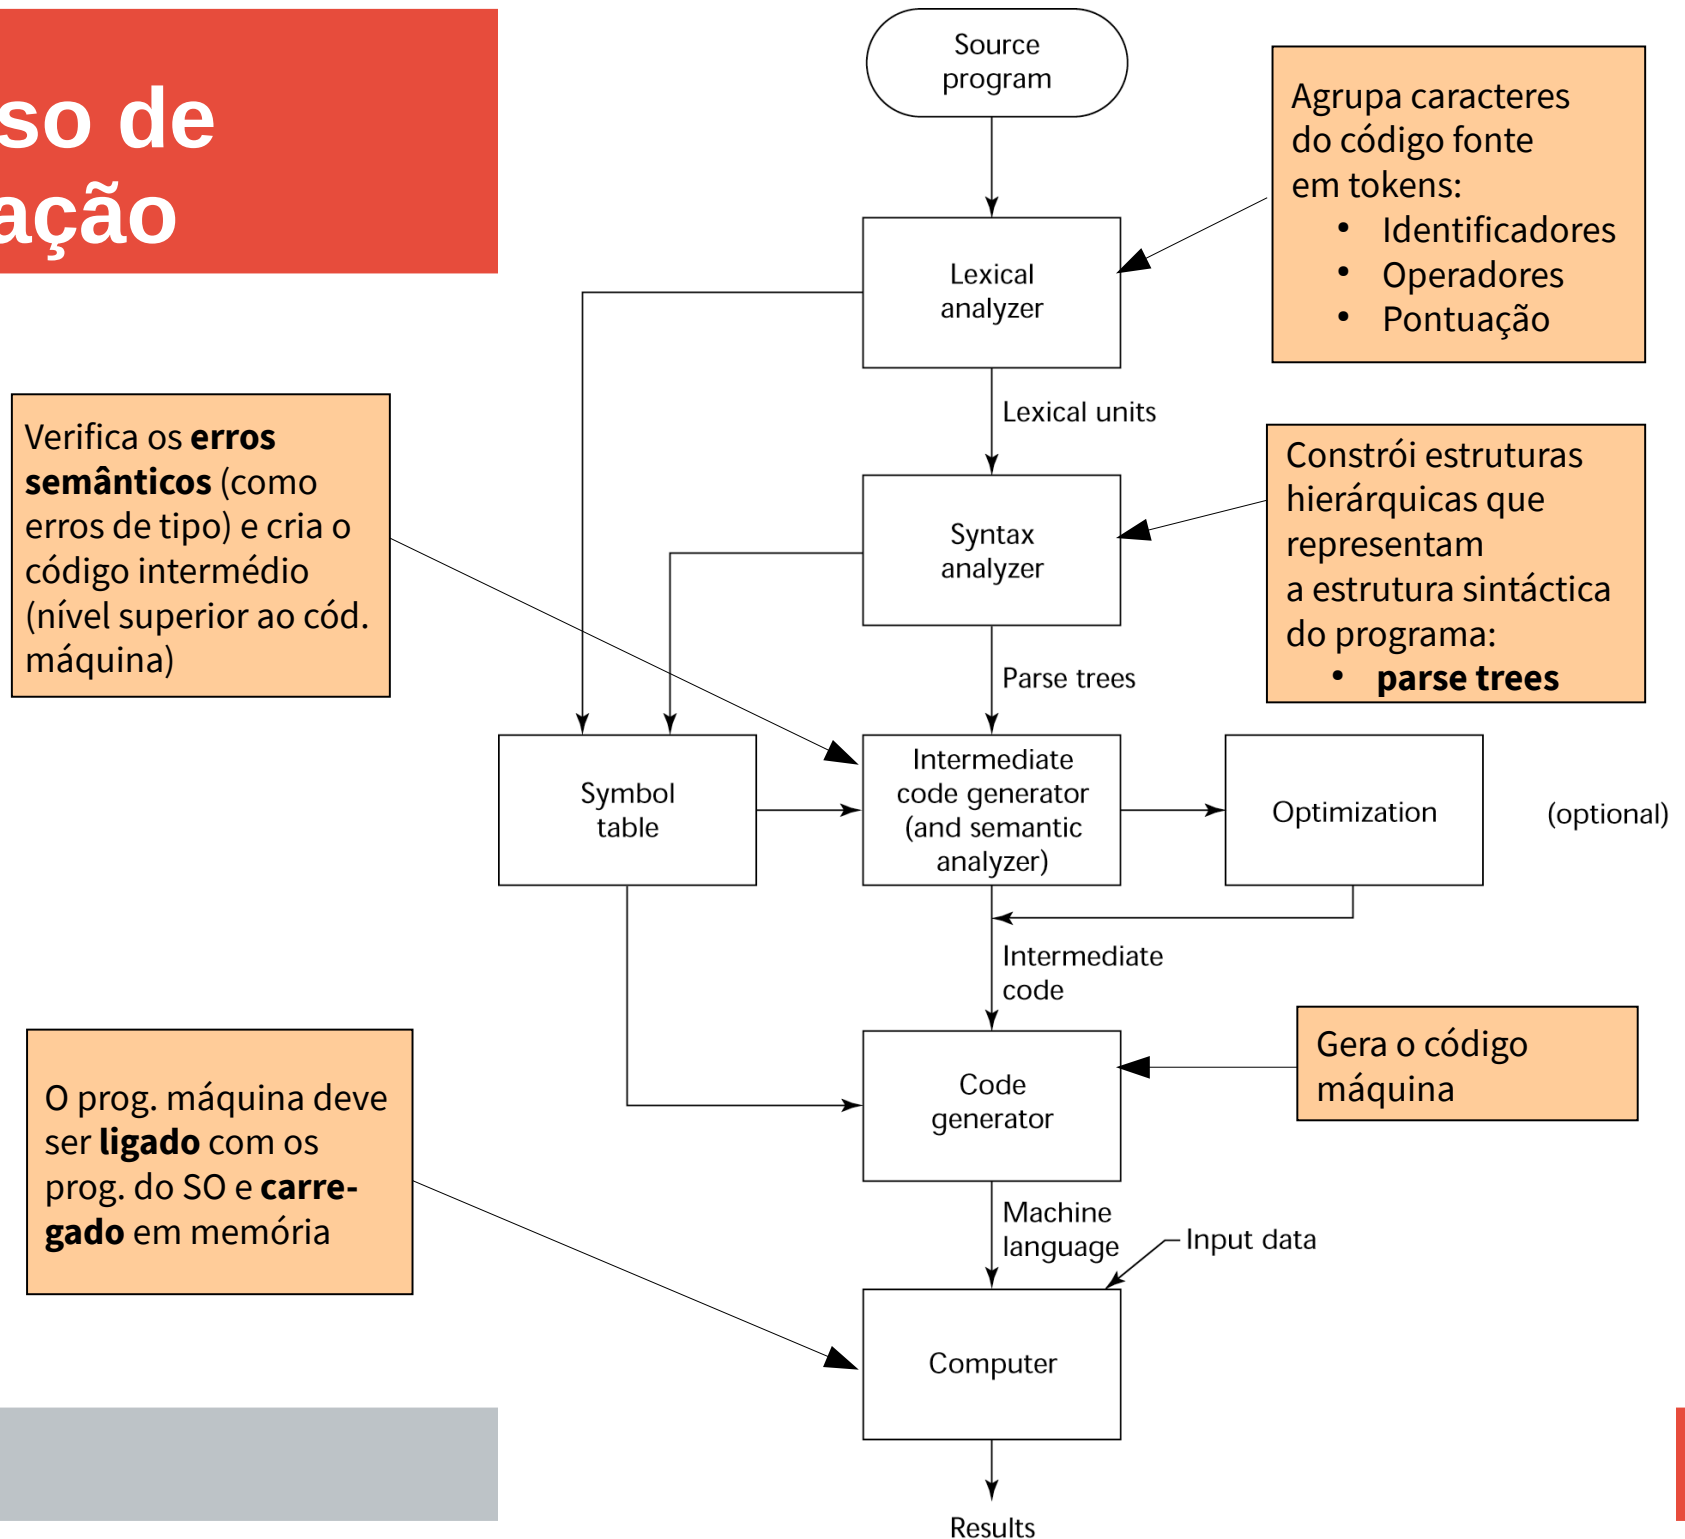 so de
ação
Source
program
Agrupa caracteres
do código fonte
em tokens:
• Identificadores
• Operadores
• Pontuação
Lexical
analyzer
Lexical units
Verifica os erros
semânticos (como
erros de tipo) e cria o
código intermédio
(nível superior ao cód.
máquina)
Constrói estruturas
hierárquicas que
representam
a estrutura sintáctica
do programa:
• parse trees
Syntax
analyzer
Parse trees
Symbol
table
Intermediate
code generator
(and semantic
analyzer)
Optimization
(optional)
Intermediate
code
Gera o código
máquina
Code
generator
O prog. máquina deve
ser ligado com os
prog. do SO e carre-
gado em memória
Machine
language
Input data
Computer
Results